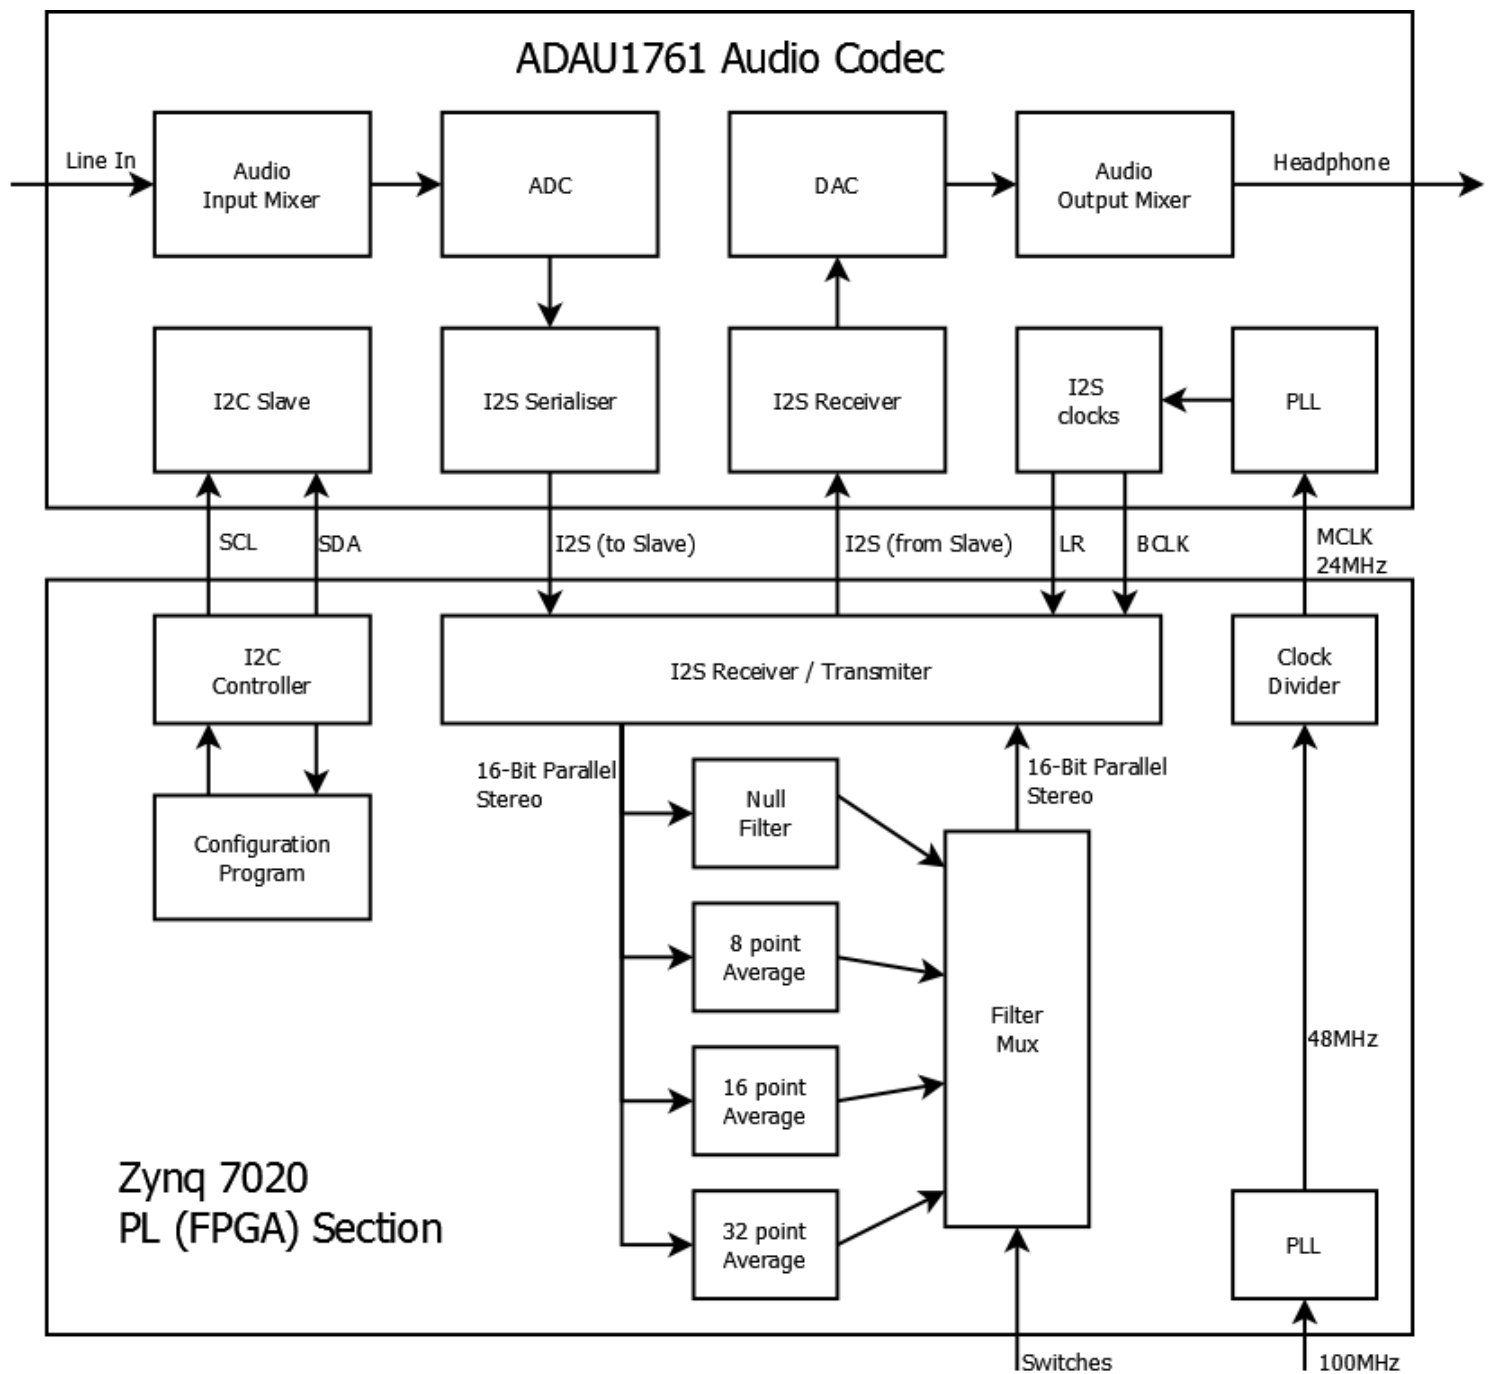 ADAU1761 Audio Codec
Line In
Audio
Input Mixer
ADC
DAC
Audio
Output Mixer
Headphone
I2C Slave
I2S Serialiser
I2S Receiver
I2S
clocks
PLL
SCL
SDA
I2S (to Slave)
I2S (from Slave)
LR
BCLK
MCLK
24MHz
I2C
Controller
I2S Receiver / Transmiter
Clock
Divider
16-Bit Parallel
Stereo
Null
Filter
16-Bit Parallel
Stereo
Configuration
Program
8 point
Average
Filter
Mux
48MHz
16 point
Average
Zynq 7020
PL (FPGA) Section
32 point
Average
PLL
Switches
100MHz